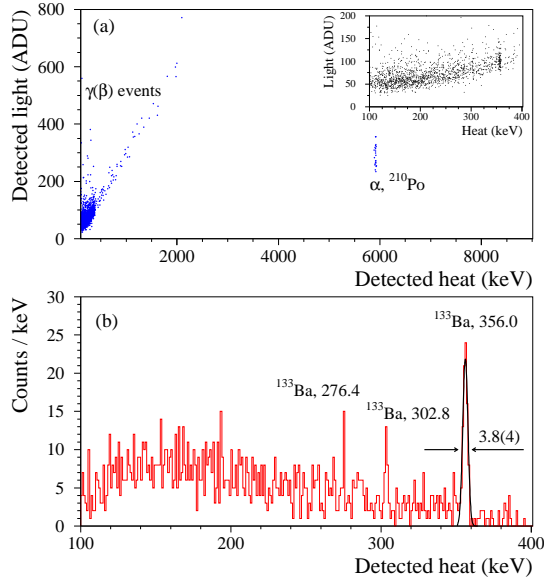 (a)
Detected light (ADU)
800
600
400
200
0
γ(β) events
α, ²¹⁰Po
Light (ADU)
200
150
100
50
0
100 200 300 400
Heat (keV)
2000 4000 6000 8000
Detected heat (keV)
(b)
Counts / keV
30
25
20
15
10
5
0
¹³³Ba, 356.0
¹³³Ba, 276.4
¹³³Ba, 302.8
3.8(4)
100 200 300 400
Detected heat (keV)